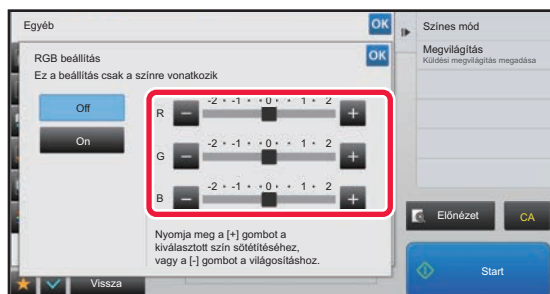 Egyéb
OK
RGB beállítás
OK
Ez a beállítás csak a színre vonatkozik
Off
On
-2 • -1 • • 0 • • 1 • 2
R − +
-2 • -1 • • 0 • • 1 • 2
G − +
-2 • -1 • • 0 • • 1 • 2
B − +
Nyomja meg a [+] gombot a
kiválasztott szín sötétítéséhez,
vagy a [-] gombot a világosításhoz.
Vissza
Színes mód
Megvilágítás
Küldési megvilágítás megadása
Előnézet
CA
Start